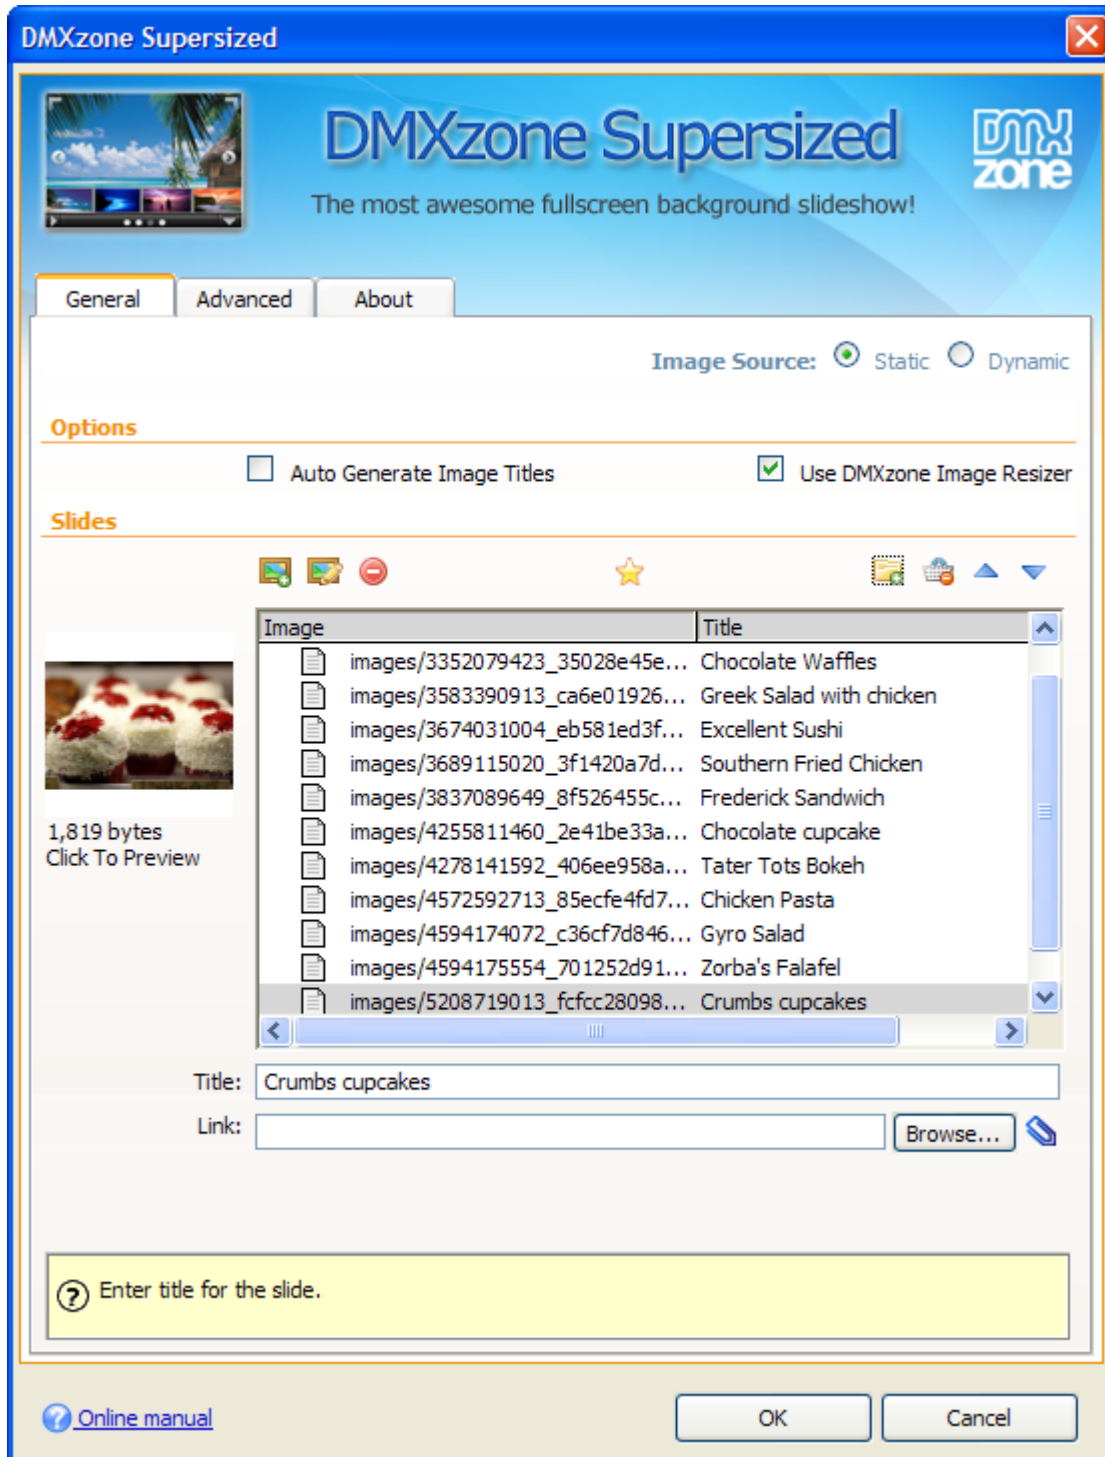 DMXzone Supersized
DMXzone Supersized
The most awesome fullscreen background slideshow!
DMX
zone
General Advanced About
Image Source: Static Dynamic
Options
Auto Generate Image Titles Use DMXzone Image Resizer
Slides
Image Title
images/3352079423_35028e45e... Chocolate Waffles
images/3583390913_ca6e01926... Greek Salad with chicken
images/3674031004_eb581ed3f... Excellent Sushi
images/3689115020_3f1420a7d... Southern Fried Chicken
images/3837089649_8f526455c... Frederick Sandwich
images/4255811460_2e41be33a... Chocolate cupcake
images/4278141592_406ee958a... Tater Tots Bokeh
images/4572592713_85ecfe4fd7... Chicken Pasta
images/4594174072_c36cf7d846... Gyro Salad
images/4594175554_701252d91... Zorba's Falafel
images/5208719013_fcfcc28098... Crumbs cupcakes
1,819 bytes
Click To Preview
Title: Crumbs cupcakes
Link: Browse...
Enter title for the slide.
Online manual OK Cancel